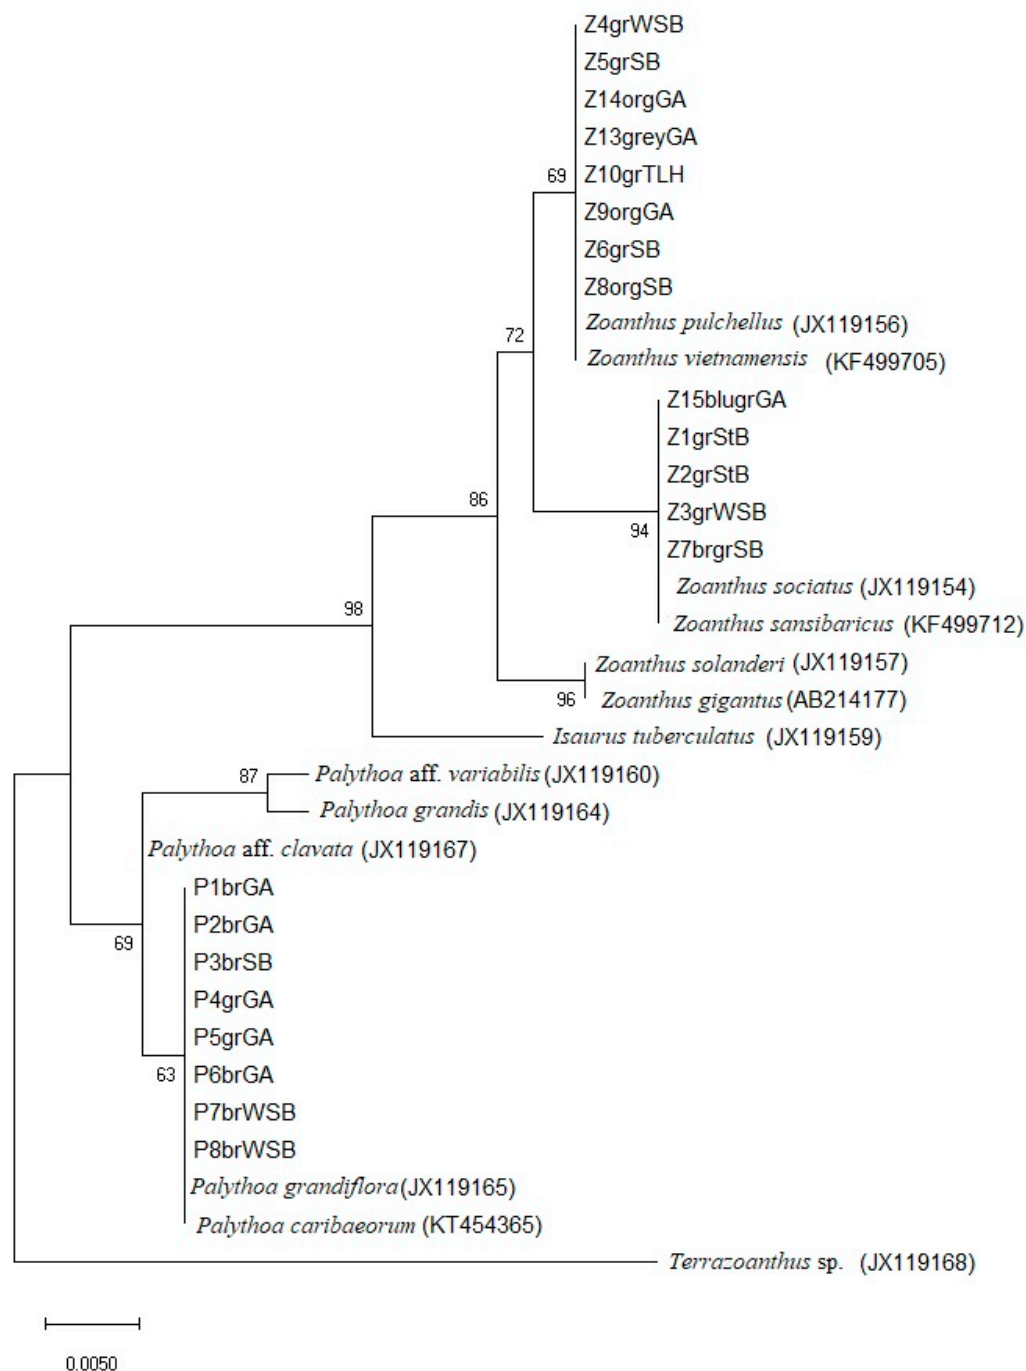 Z4grWSB
Z5grSB
Z14orgGA
Z13greyGA
69
Z10grTLH
Z9orgGA
Z6grSB
Z8orgSB
Zoanthus pulchellus (JX119156)
72
Zoanthus vietnamensis (KF499705)
Z15blugrGA
Z1grStB
Z2grStB
86
Z3grWSB
94
Z7brgrSB
Zoanthus sociatus (JX119154)
98
Zoanthus sansibaricus (KF499712)
Zoanthus solanderi (JX119157)
96
Zoanthus gigantus (AB214177)
Isaurus tuberculatus (JX119159)
87
Palythoa aff. variabilis (JX119160)
Palythoa grandis (JX119164)
Palythoa aff. clavata (JX119167)
P1brGA
P2brGA
69
P3brSB
P4grGA
P5grGA
63
P6brGA
P7brWSB
P8brWSB
Palythoa grandiflora (JX119165)
Palythoa caribaeorum (KT454365)
Terrazoanthus sp. (JX119168)
0.0050